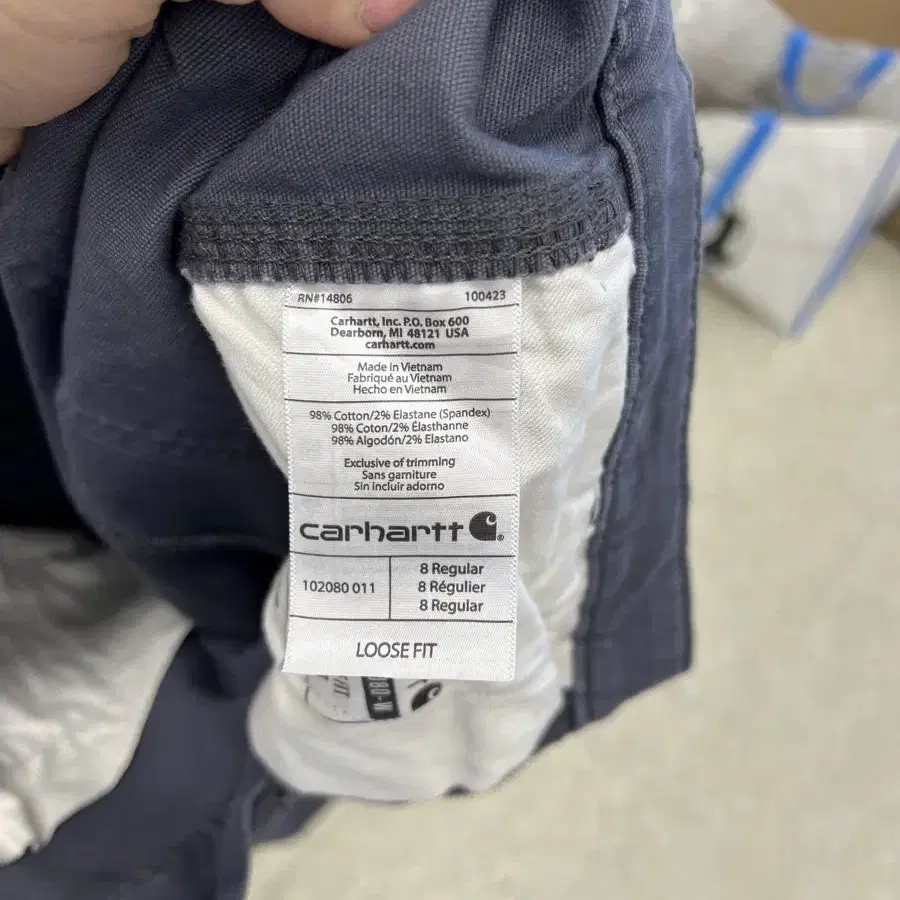 RN#14806 100423
Carhartt, Inc. P.O. Box 600
Dearborn, MI 48121 USA
carhartt.com
Made in Vietnam
Fabriqué au Vietnam
Hecho en Vietnam
98% Cotton/2% Elastane (Spandex)
98% Coton/2% Élasthanne
98% Algodón/2% Elastano
Exclusive of trimming
Sans garniture
Sin incluir adorno
carhartt
102080 011
8 Regular
8 Régulier
8 Regular
LOOSE FIT